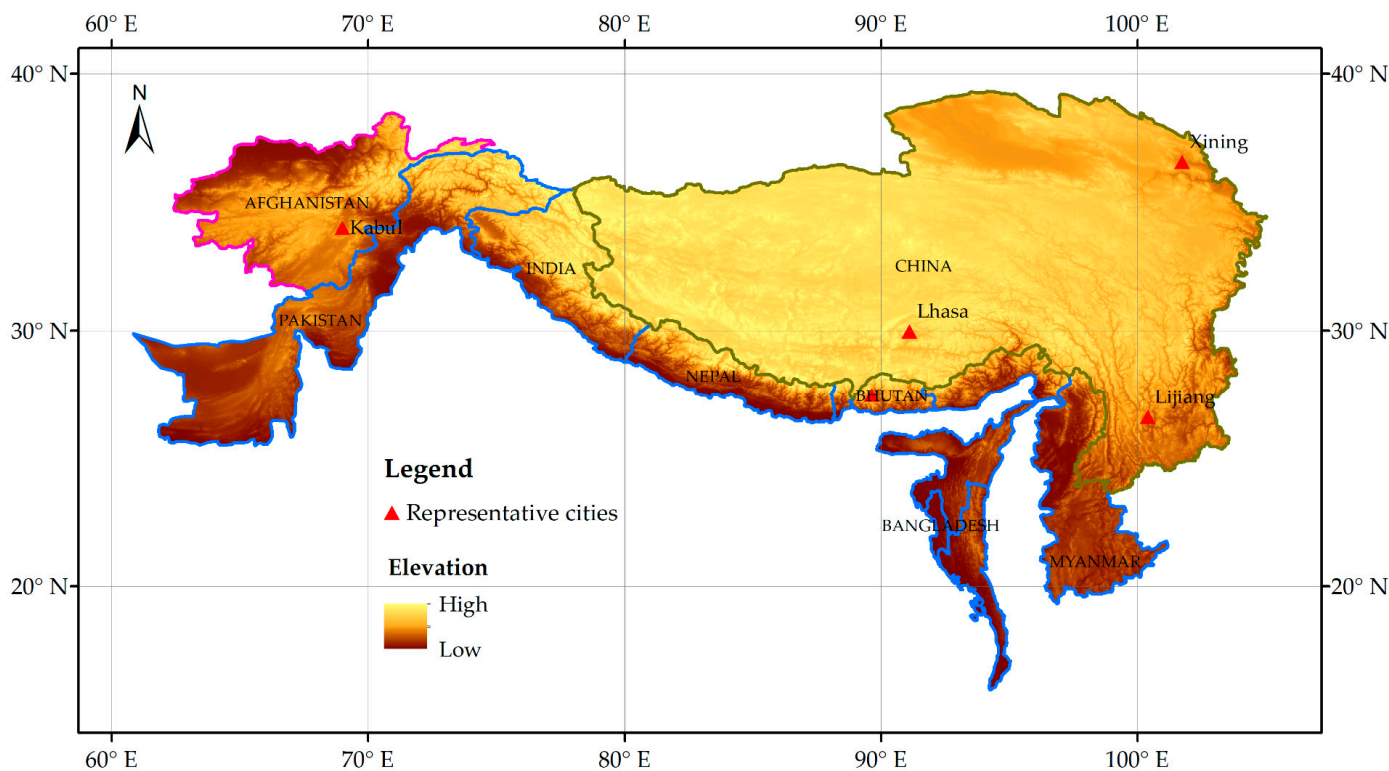 60° E 70° E 80° E 90° E 100° E
40° N 40° N
N
Xining
AFGHANISTAN
Kabul
INDIA
CHINA
Lhasa
PAKISTAN
30° N 30° N
NEPAL
BHUTAN
Lijiang
Legend
Representative cities
BANGLADESH
MYANMAR
Elevation
20° N 20° N
High
Low
60° E 70° E 80° E 90° E 100° E